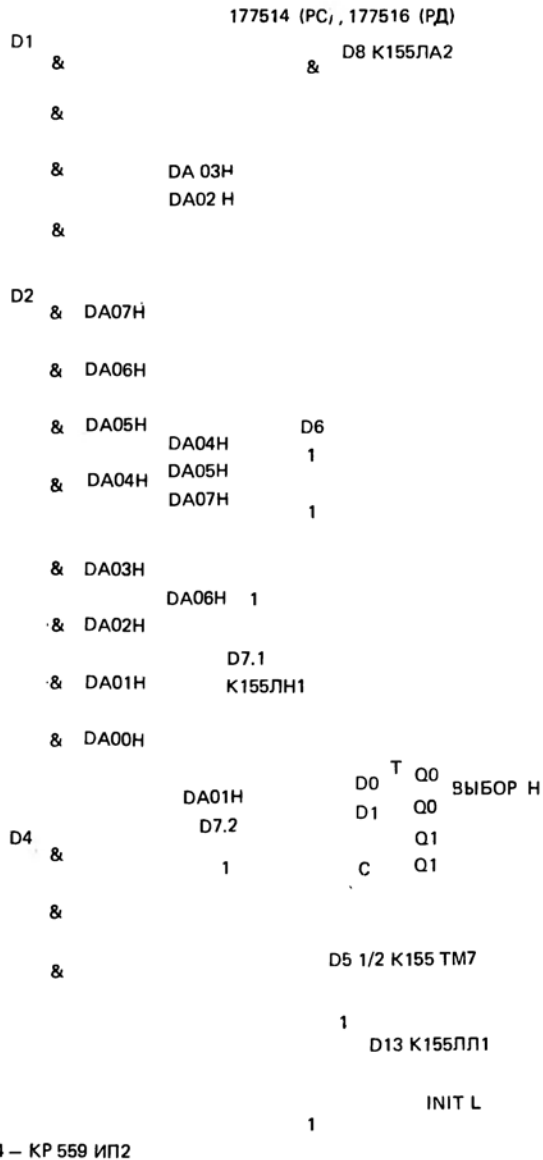 177514 (РС), 177516 (РД)
D1
&
& D8 К155ЛА2
&
& DA 03H
DA02 H
&
D2
& DA07H
& DA06H
& DA05H
D6
DA04H
1
& DA04H
DA05H
DA07H
1
& DA03H
DA06H 1
& DA02H
D7.1
& DA01H
К155ЛН1
& DA00H
D0 T Q0 ВЫБОР Н
DA01H
D1 Q0
D7.2
D4
Q1
&
1
C Q1
&
& D5 1/2 К155 ТМ7
1
D13 К155ЛЛ1
INIT L
1
– КР 559 ИП2